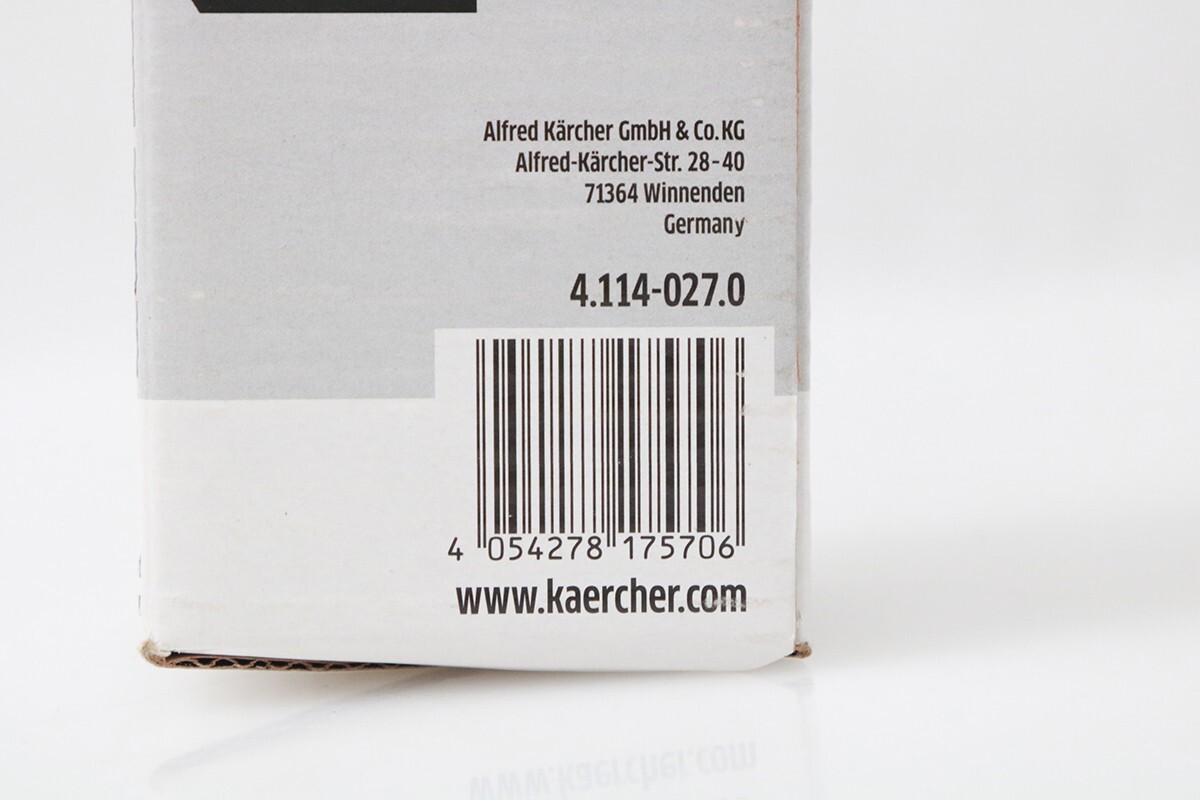 Alfred Kärcher GmbH & Co. KG
Alfred-Kärcher-Str. 28-40
71364 Winnenden
Germany
4.114-027.0
4 054278 175706
www.kaercher.com